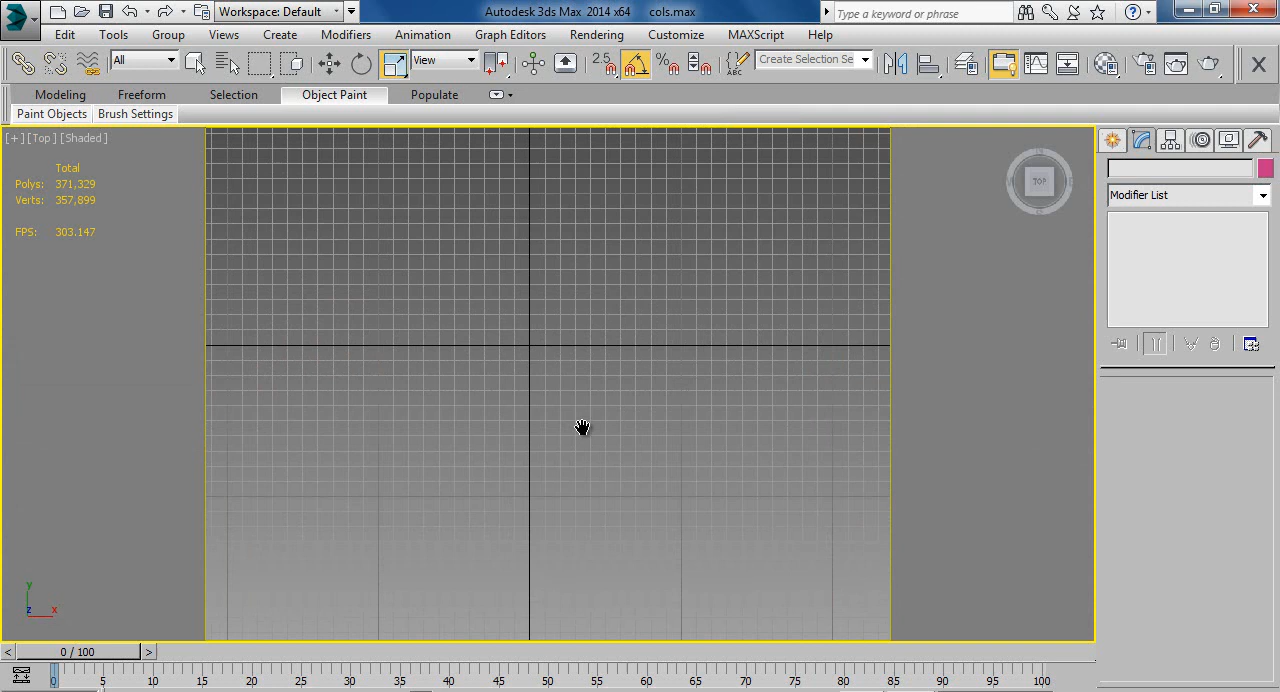 Workspace: Default
Autodesk 3ds Max 2014 x64 cols.max
Type a keyword or phrase
Edit Tools Group Views Create Modifiers Animation Graph Editors Rendering Customize MAXScript Help
All
View
2.5
Create Selection Se
Modeling Freeform Selection Object Paint Populate
Paint Objects Brush Settings
[+][Top][Shaded]
Total
Polys: 371,329
Verts: 357,899
FPS: 303.147
TOP
Modifier List
y
z x
< 0 / 100 >
0 5 10 15 20 25 30 35 40 45 50 55 60 65 70 75 80 85 90 95 100